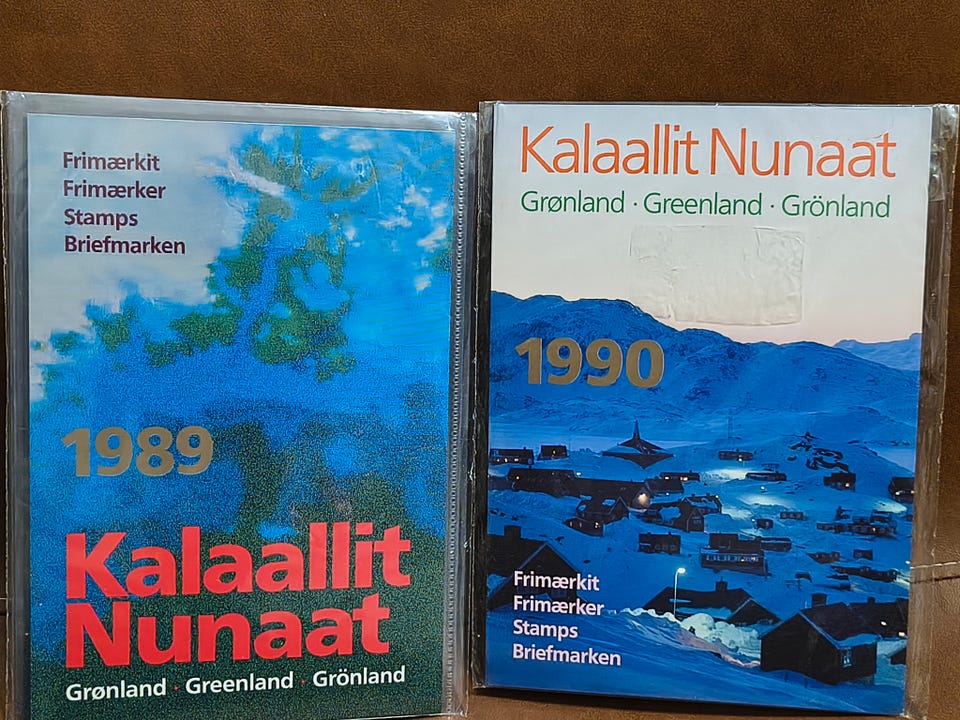 Frimærkit
Frimærker
Stamps
Briefmarken
1989
Kalaallit
Nunaat
Grønland · Greenland · Grönland
Kalaallit Nunaat
Grønland · Greenland · Grönland
1990
Frimærkit
Frimærker
Stamps
Briefmarken